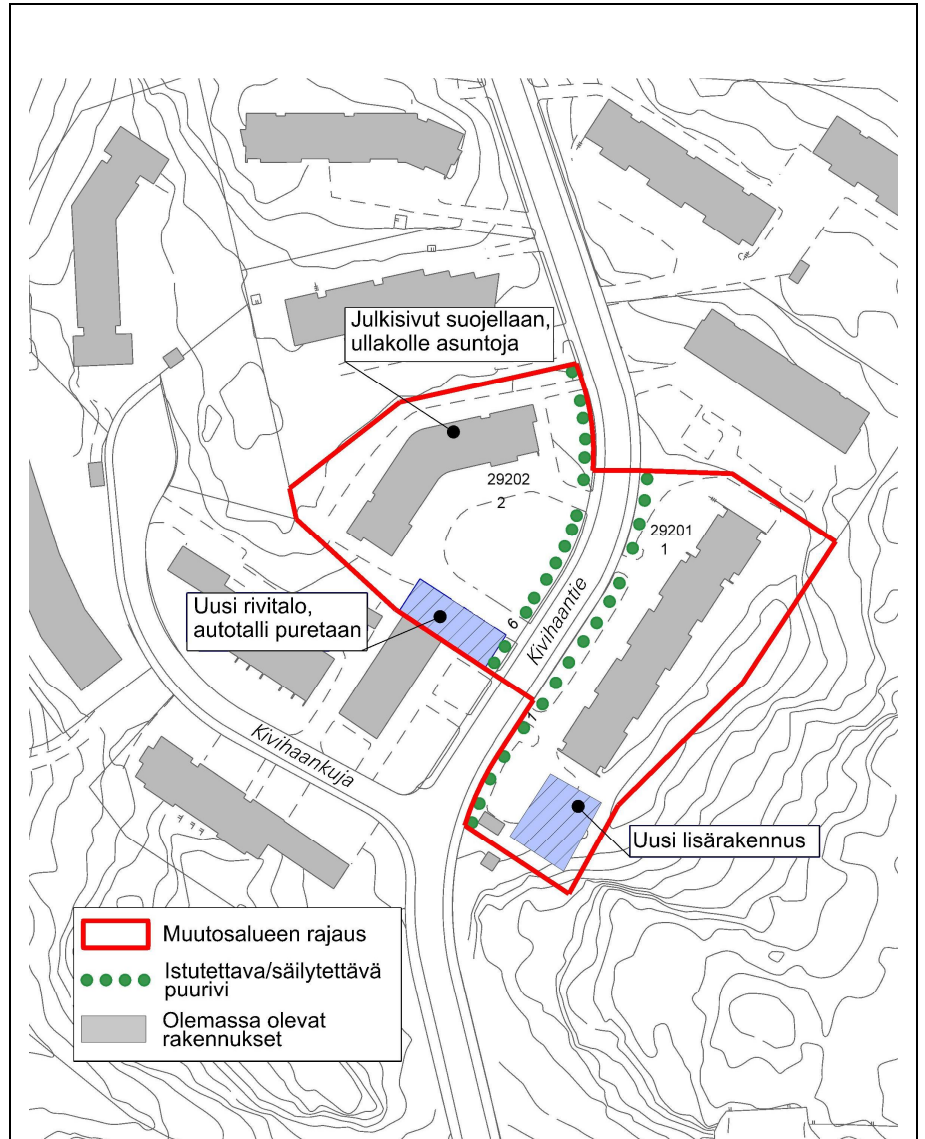 Julkisivut suojellaan,
ullakolle asuntoja
29202
2
29201
1
Uusi rivitalo,
autotalli puretaan
6
Kivihaantie
1
Kivihaankuja
Uusi lisärakennus
Muutosalueen rajaus
Istutettava/säilytettävä
puurivi
Olemassa olevat
rakennukset